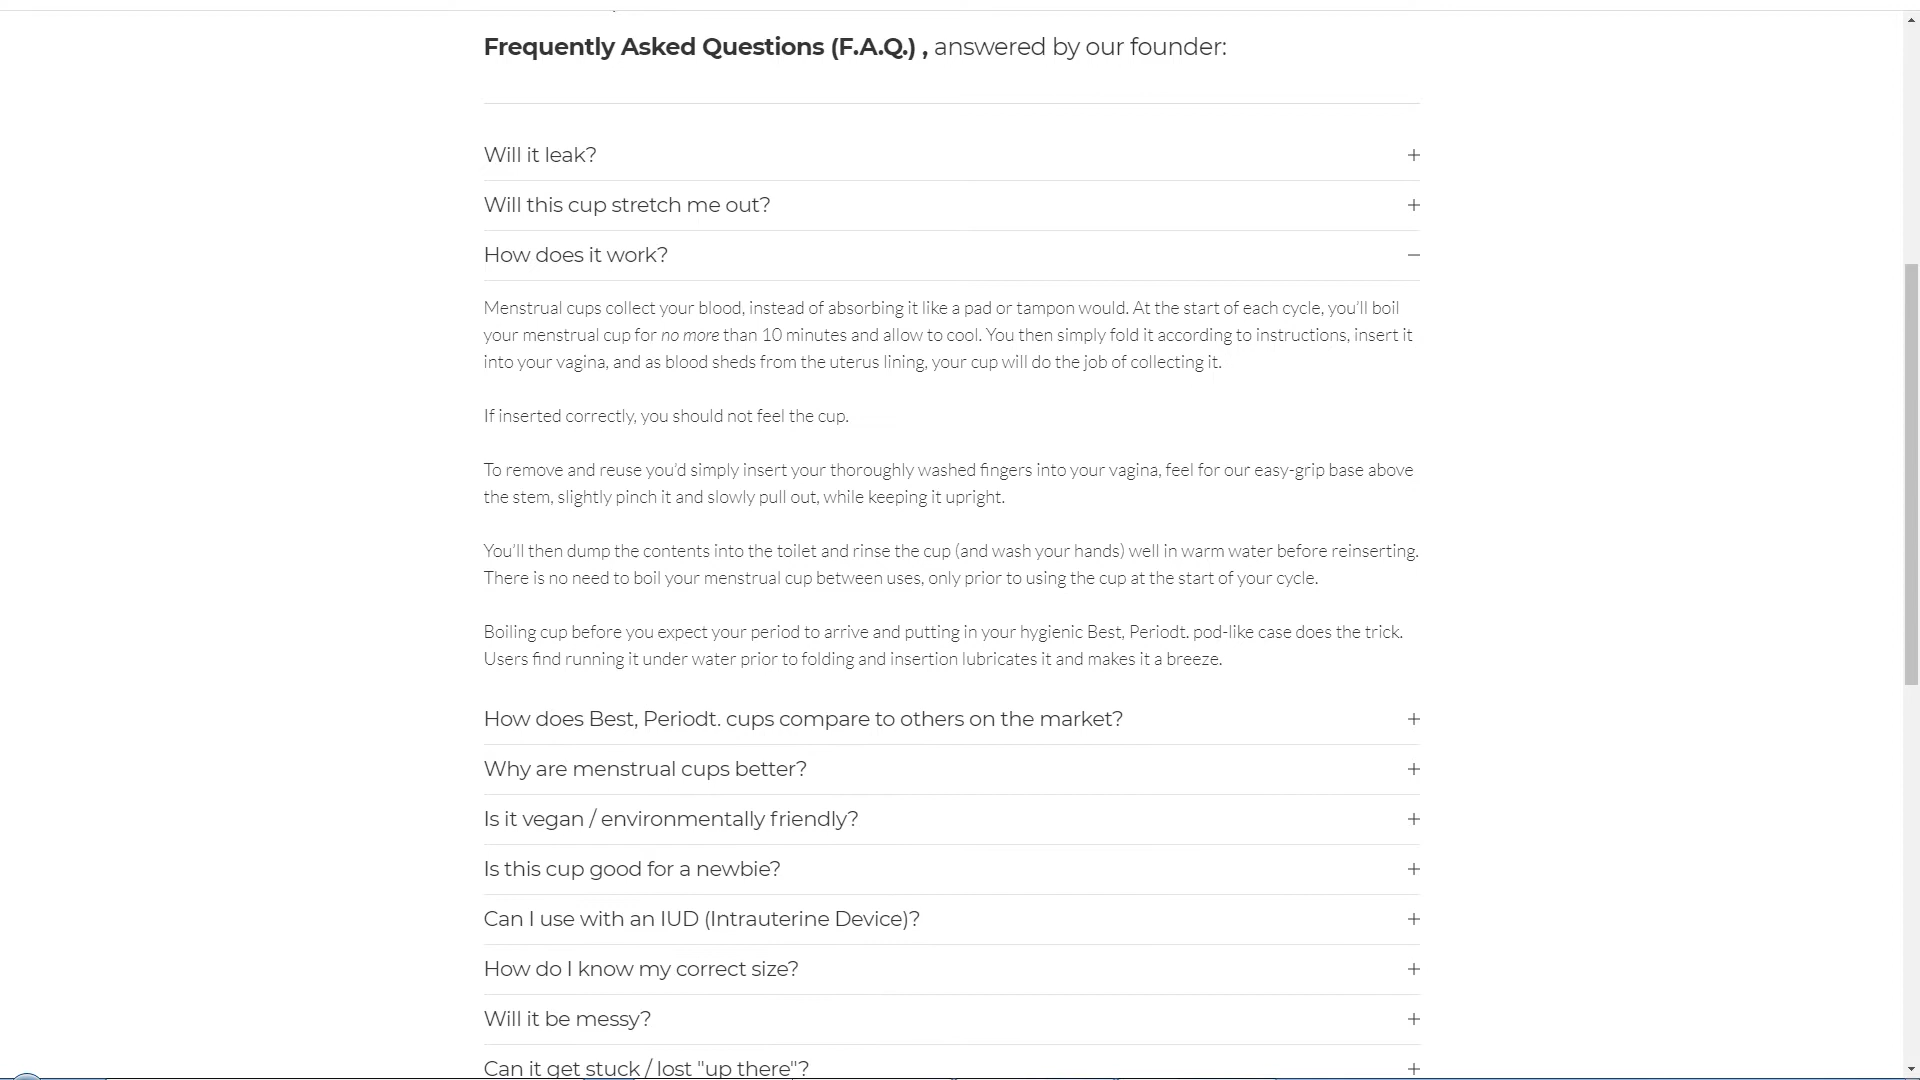 Frequently Asked Questions (F.A.Q.) , answered by our founder:
Will it leak?
Will this cup stretch me out?
How does it work?
Menstrual cups collect your blood, instead of absorbing it like a pad or tampon would. At the start of each cycle, you’ll boil
your menstrual cup for no more than 10 minutes and allow to cool. You then simply fold it according to instructions, insert it
into your vagina, and as blood sheds from the uterus lining, your cup will do the job of collecting it.
If inserted correctly, you should not feel the cup.
To remove and reuse you’d simply insert your thoroughly washed fingers into your vagina, feel for our easy-grip base above
the stem, slightly pinch it and slowly pull out, while keeping it upright.
You’ll then dump the contents into the toilet and rinse the cup (and wash your hands) well in warm water before reinserting.
There is no need to boil your menstrual cup between uses, only prior to using the cup at the start of your cycle.
Boiling cup before you expect your period to arrive and putting in your hygienic Best, Periodt. pod-like case does the trick.
Users find running it under water prior to folding and insertion lubricates it and makes it a breeze.
How does Best, Periodt. cups compare to others on the market?
Why are menstrual cups better?
Is it vegan / environmentally friendly?
Is this cup good for a newbie?
Can I use with an IUD (Intrauterine Device)?
How do I know my correct size?
Will it be messy?
Can it get stuck / lost "up there"?